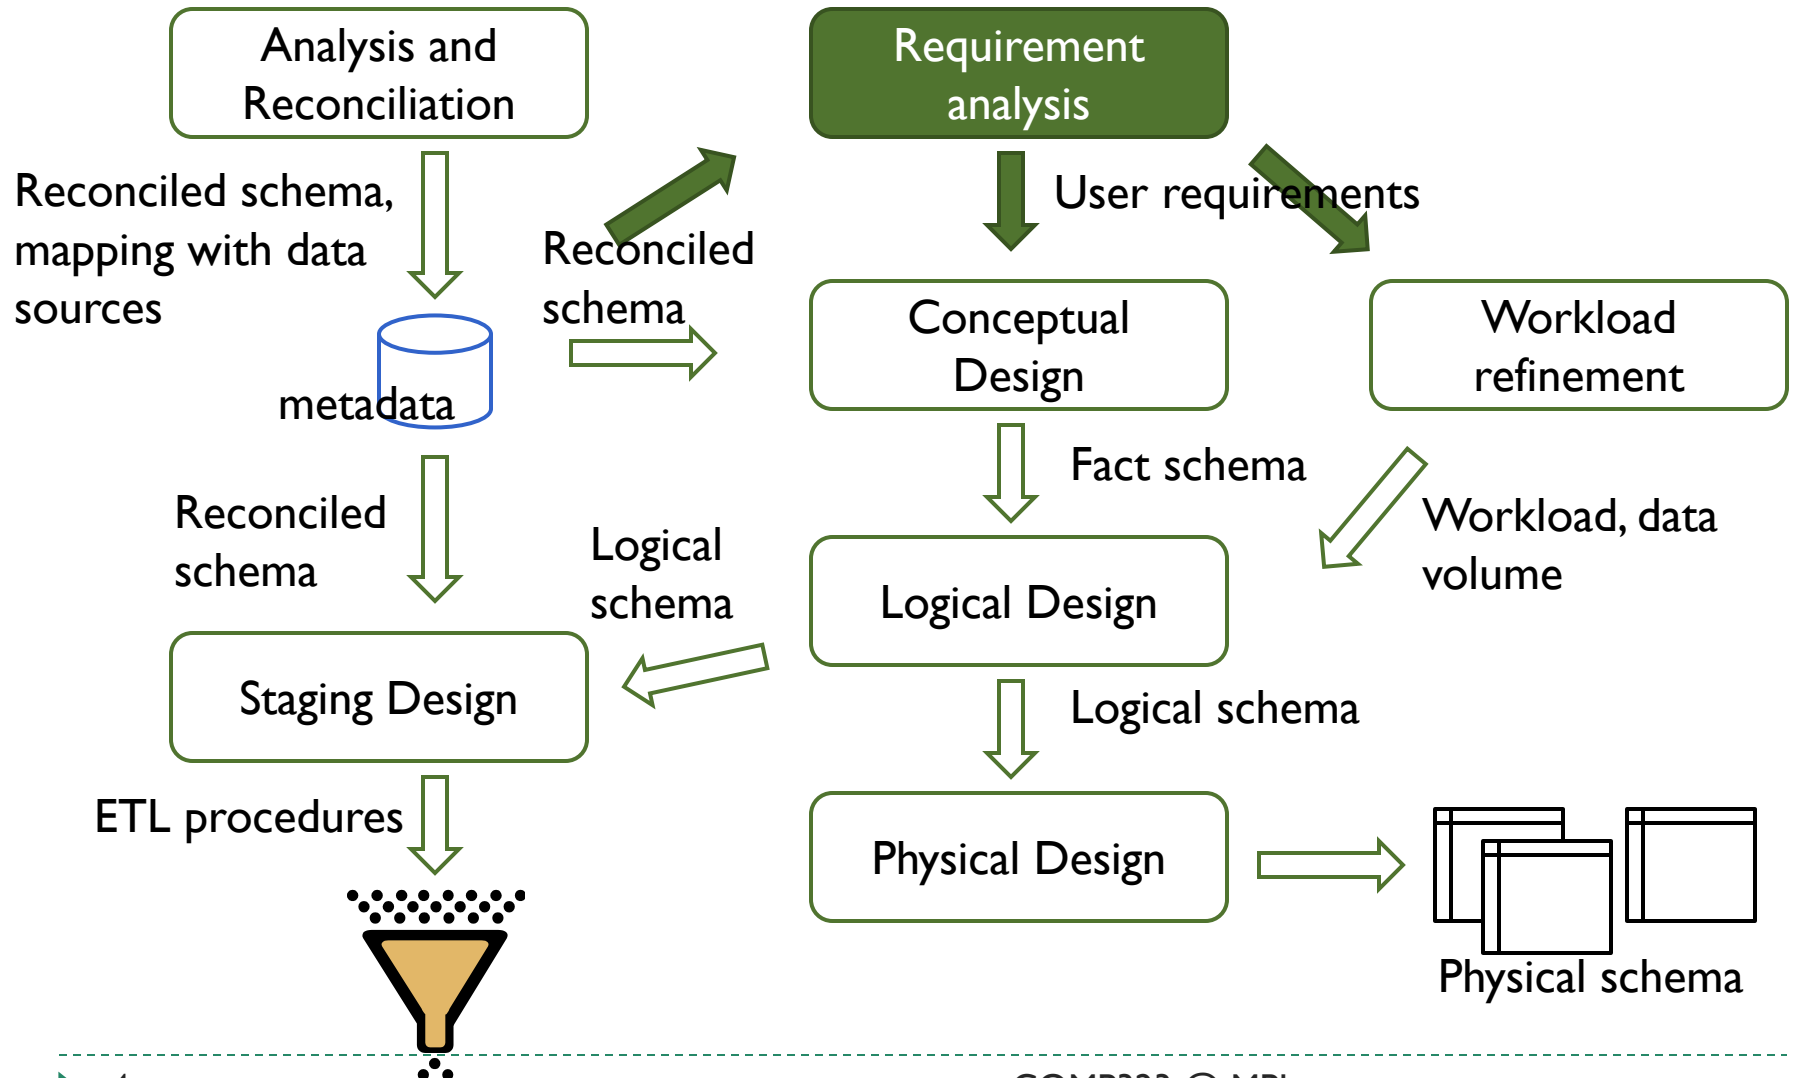 Analysis and
Reconciliation
Requirement
analysis
Reconciled schema,
mapping with data
sources
User requirements
Reconciled
schema
metadata
Conceptual
Design
Workload
refinement
Fact schema
Reconciled
schema
Logical
schema
Workload, data
volume
Logical Design
Staging Design
Logical schema
ETL procedures
Physical Design
Physical schema